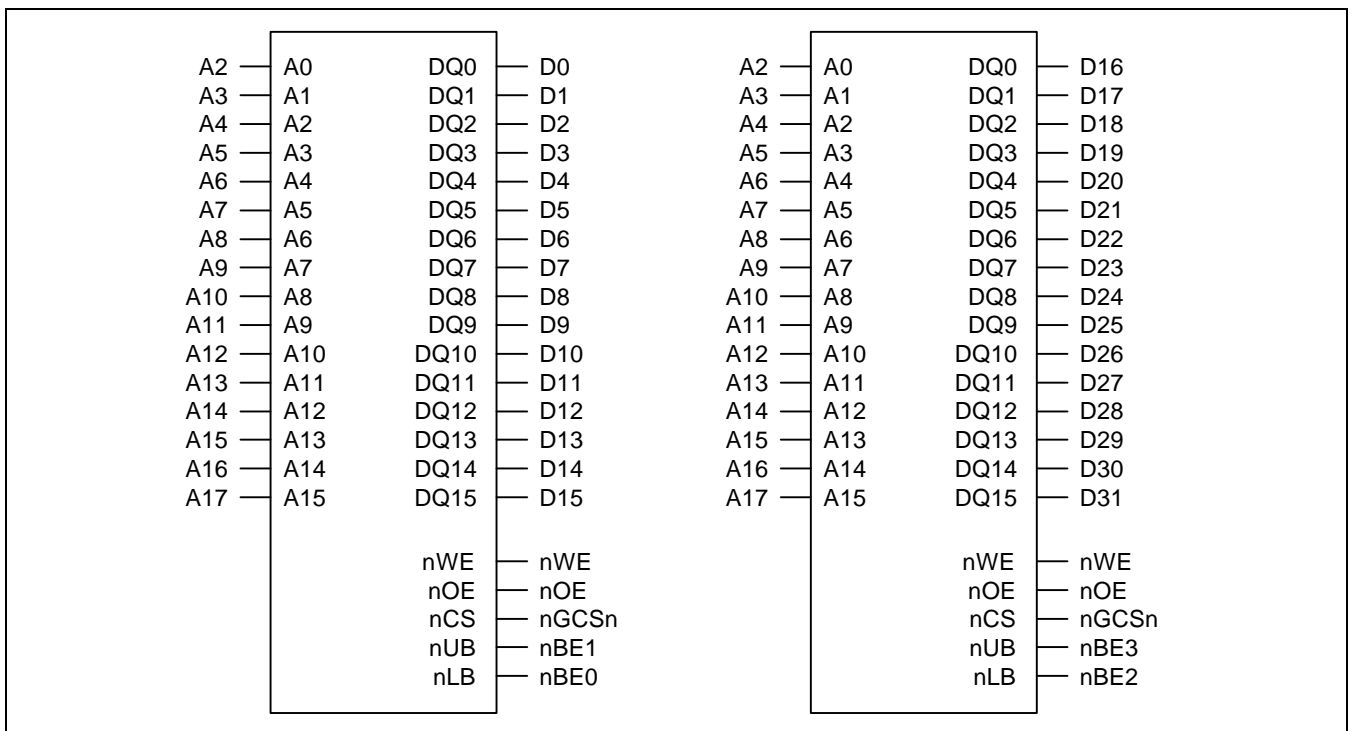 A2 A0 DQ0 D0 A2 A0 DQ0 D16
A3 A1 DQ1 D1 A3 A1 DQ1 D17
A4 A2 DQ2 D2 A4 A2 DQ2 D18
A5 A3 DQ3 D3 A5 A3 DQ3 D19
A6 A4 DQ4 D4 A6 A4 DQ4 D20
A7 A5 DQ5 D5 A7 A5 DQ5 D21
A8 A6 DQ6 D6 A8 A6 DQ6 D22
A9 A7 DQ7 D7 A9 A7 DQ7 D23
A10 A8 DQ8 D8 A10 A8 DQ8 D24
A11 A9 DQ9 D9 A11 A9 DQ9 D25
A12 A10 DQ10 D10 A12 A10 DQ10 D26
A13 A11 DQ11 D11 A13 A11 DQ11 D27
A14 A12 DQ12 D12 A14 A12 DQ12 D28
A15 A13 DQ13 D13 A15 A13 DQ13 D29
A16 A14 DQ14 D14 A16 A14 DQ14 D30
A17 A15 DQ15 D15 A17 A15 DQ15 D31
nWE nWE nWE nWE
nOE nOE nOE nOE
nCS nGCSn nCS nGCSn
nUB nBE1 nUB nBE3
nLB nBE0 nLB nBE2